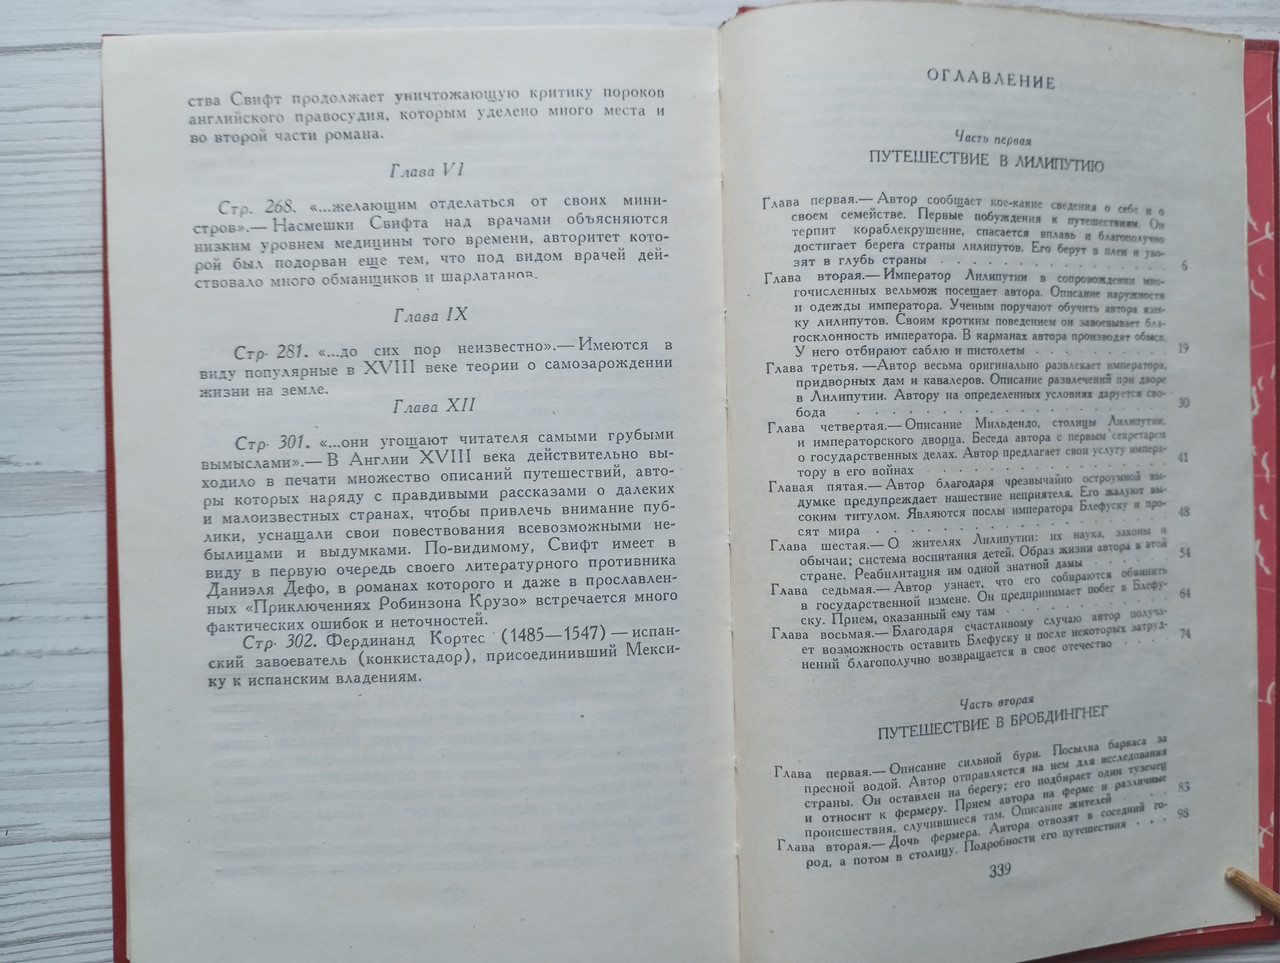 ства Свифт продолжает уничтожающую критику пороков
английского правосудия, которым уделено много места и
во второй части романа.
Глава VI
Стр. 268. «...желающим отделаться от своих мини-
стров».— Насмешки Свифта над врачами объясняются
низким уровнем медицины того времени, авторитет кото-
рой был подорван еще тем, что под видом врачей дей-
ствовало много обманщиков и шарлатанов.
Глава IX
Стр. 281. «...до сих пор неизвестно».— Имеются в
виду популярные в XVIII веке теории о самозарождении
жизни на земле.
Глава XII
Стр. 301. «...они угощают читателя самыми грубыми
вымыслами».— В Англии XVIII века действительно вы-
ходило в печати множество описаний путешествий, авто-
ры которых наряду с правдивыми рассказами о далеких
и малоизвестных странах, чтобы привлечь внимание пуб-
лики, уснащали свои повествования всевозможными не-
былицами и выдумками. По-видимому, Свифт имеет в
виду в первую очередь своего литературного противника
Даниэля Дефо, в романах которого и даже в прославлен-
ных «Приключениях Робинзона Крузо» встречается много
фактических ошибок и неточностей.
Стр. 302. Фердинанд Кортес (1485—1547) — испан-
ский завоеватель (конкистадор), присоединивший Мекси-
ку к испанским владениям.
ОГЛАВЛЕНИЕ
Часть первая
ПУТЕШЕСТВИЕ В ЛИЛИПУТИЮ
Глава первая.— Автор сообщает кое-какие сведения о себе и о
своем семействе. Первые побуждения к путешествиям. Он
терпит кораблекрушение, спасается вплавь и благополучно
достигает берега страны лилипутов. Его берут в плен и уво-
зят в глубь страны . . . . . . . . . . . . . . . . 6
Глава вторая.— Император Лилипутии в сопровождении мно-
гочисленных вельмож посещает автора. Описание наружности
и одежды императора. Ученым поручают обучить автора язы-
ку лилипутов. Своим кротким поведением он завоевывает бла-
госклонность императора. В карманах автора производят обыск.
У него отбирают саблю и пистолеты . . . . . . . . . 19
Глава третья. —Автор весьма оригинально развлекает императора,
придворных дам и кавалеров. Описание развлечений при дворе
в Лилипутии. Автору на определенных условиях даруется сво-
бода . . . . . . . . . . . . . . . . . . . . 30
Глава четвертая.— Описание Мильдендо, столицы Лилипутии,
и императорского дворца. Беседа автора с первым секретарем
о государственных делах. Автор предлагает свои услуги импера-
тору в его войнах . . . . . . . . . . . . . . . . 41
Главая пятая.— Автор благодаря чрезвычайно остроумной вы-
думке предупреждает нашествие неприятеля. Его жалуют вы-
соким титулом. Являются послы императора Блефуску и про-
сят мира . . . . . . . . . . . . . . . . . . . 48
Глава шестая.— О жителях Лилипутии: их наука, законы и
обычаи; система воспитания детей. Образ жизни автора в этой
стране. Реабилитация им одной знатной дамы . . . . . 54
Глава седьмая.— Автор узнает, что его собираются обвинить
в государственной измене. Он предпринимает побег в Блефу-
ску. Прием, оказанный ему там . . . . . . . . . . . 64
Глава восьмая.— Благодаря счастливому случаю автор получа-
ет возможность оставить Блефуску и после некоторых затруд-
нений благополучно возвращается в свое отечество . . . 74
Часть вторая
ПУТЕШЕСТВИЕ В БРОБДИНГНЕГ
Глава первая.— Описание сильной бури. Посылка баркаса за
пресной водой. Автор отправляется на нем для исследования
страны. Он оставлен на берегу; его подбирает один туземец
и относит к фермеру. Прием автора на ферме и различные
происшествия, случившиеся там. Описание жителей . . . . . 83
Глава вторая.— Дочь фермера. Автора отвозят в соседний го-
род, а потом в столицу. Подробности его путешествия . . . 98
339